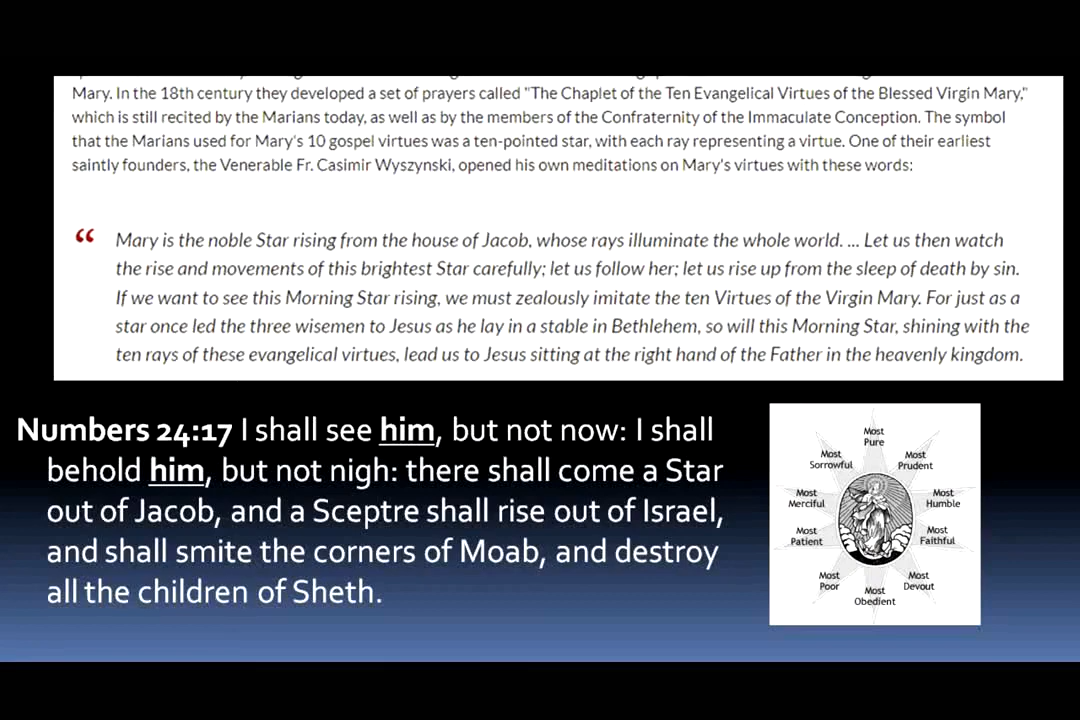 Mary. In the 18th century they developed a set of prayers called "The Chaplet of the Ten Evangelical Virtues of the Blessed Virgin Mary,"
which is still recited by the Marians today, as well as by the members of the Confraternity of the Immaculate Conception. The symbol
that the Marians used for Mary's 10 gospel virtues was a ten-pointed star, with each ray representing a virtue. One of their earliest
saintly founders, the Venerable Fr. Casimir Wyszynski, opened his own meditations on Mary's virtues with these words:
“ Mary is the noble Star rising from the house of Jacob, whose rays illuminate the whole world. ... Let us then watch
the rise and movements of this brightest Star carefully; let us follow her; let us rise up from the sleep of death by sin.
If we want to see this Morning Star rising, we must zealously imitate the ten Virtues of the Virgin Mary. For just as a
star once led the three wisemen to Jesus as he lay in a stable in Bethlehem, so will this Morning Star, shining with the
ten rays of these evangelical virtues, lead us to Jesus sitting at the right hand of the Father in the heavenly kingdom.
Numbers 24:17 I shall see him, but not now: I shall
behold him, but not nigh: there shall come a Star
out of Jacob, and a Sceptre shall rise out of Israel,
and shall smite the corners of Moab, and destroy
all the children of Sheth.
Most
Pure
Most
Prudent
Most
Humble
Most
Faithful
Most
Devout
Most
Obedient
Most
Poor
Most
Patient
Most
Merciful
Most
Sorrowful